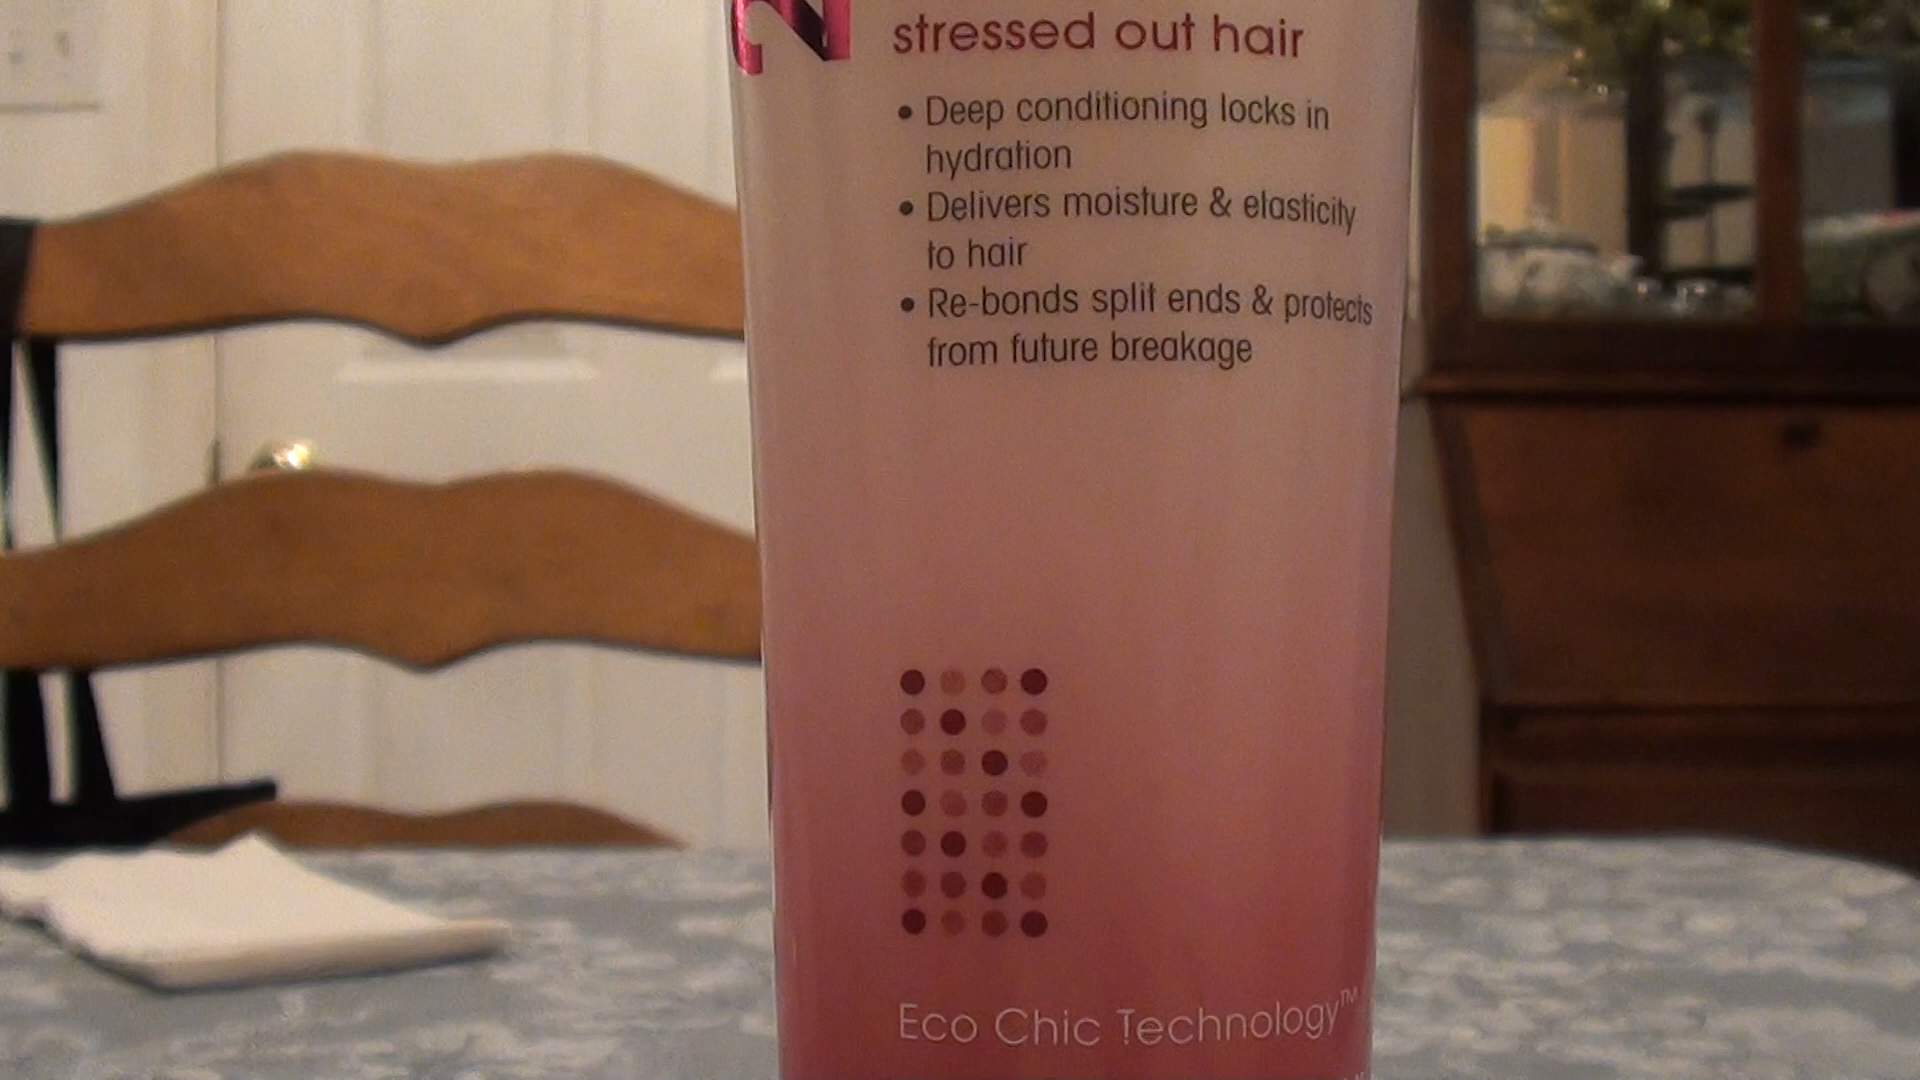 2
stressed out hair
• Deep conditioning locks in
hydration
• Delivers moisture & elasticity
to hair
• Re-bonds split ends & protects
from future breakage
Eco Chic Technology™